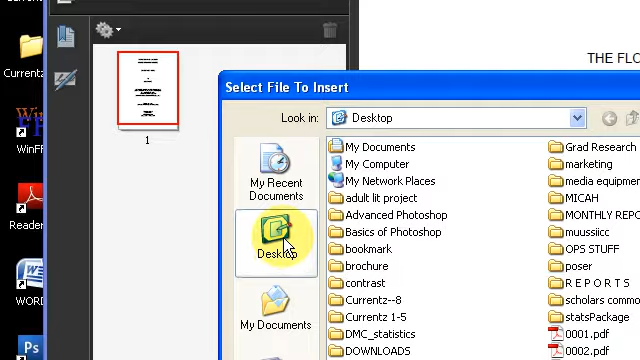 THE FLO
Currentz
Select File To Insert
Look in:
Desktop
1
WinFF
My Recent
Documents
Desktop
My Documents
Reader
WORD
Ps
My Documents
My Computer
My Network Places
adult lit project
Advanced Photoshop
Basics of Photoshop
bookmark
brochure
contrast
Currentz--8
Currentz 1-5
DMC_statistics
DOWNLOADS
Grad Research
marketing
media equipme
MICAH
MONTHLY REPO
muussiicc
OPS STUFF
poser
R E P O R T S
scholars commo
statsPackage
0001.pdf
0002.pdf